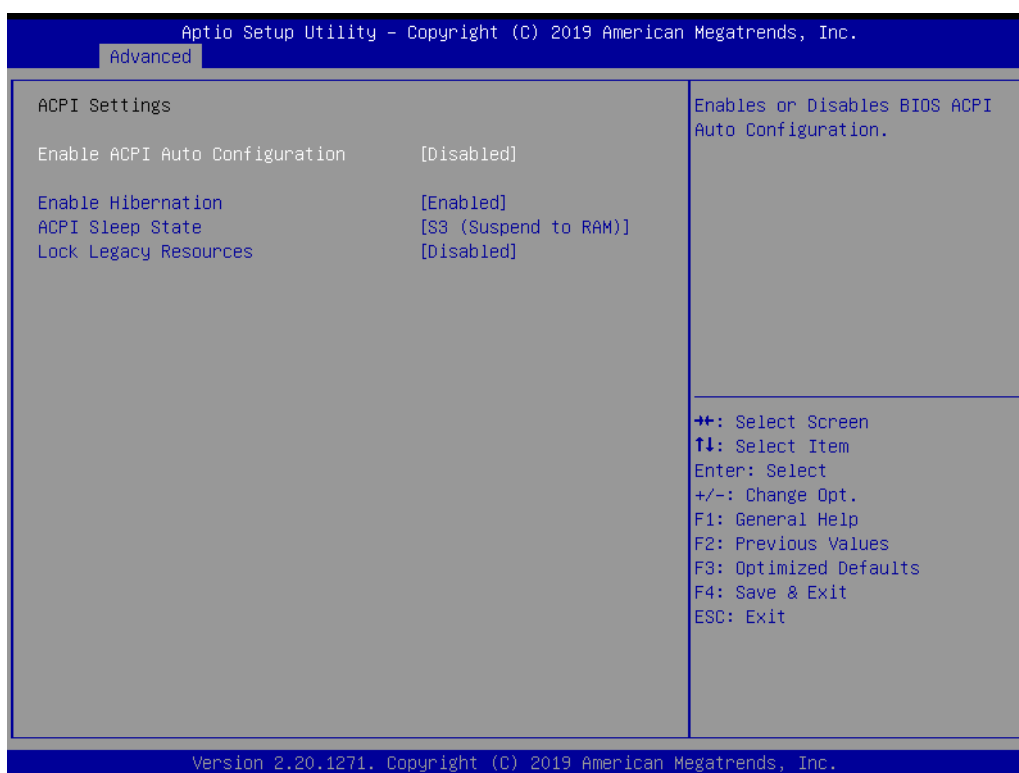 Aptio Setup Utility – Copyright (C) 2019 American Megatrends, Inc.
Advanced
ACPI Settings
Enable ACPI Auto Configuration [Disabled]
Enable Hibernation [Enabled]
ACPI Sleep State [S3 (Suspend to RAM)]
Lock Legacy Resources [Disabled]
Enables or Disables BIOS ACPI
Auto Configuration.
→←: Select Screen
↑↓: Select Item
Enter: Select
+/-: Change Opt.
F1: General Help
F2: Previous Values
F3: Optimized Defaults
F4: Save & Exit
ESC: Exit
Version 2.20.1271. Copyright (C) 2019 American Megatrends, Inc.